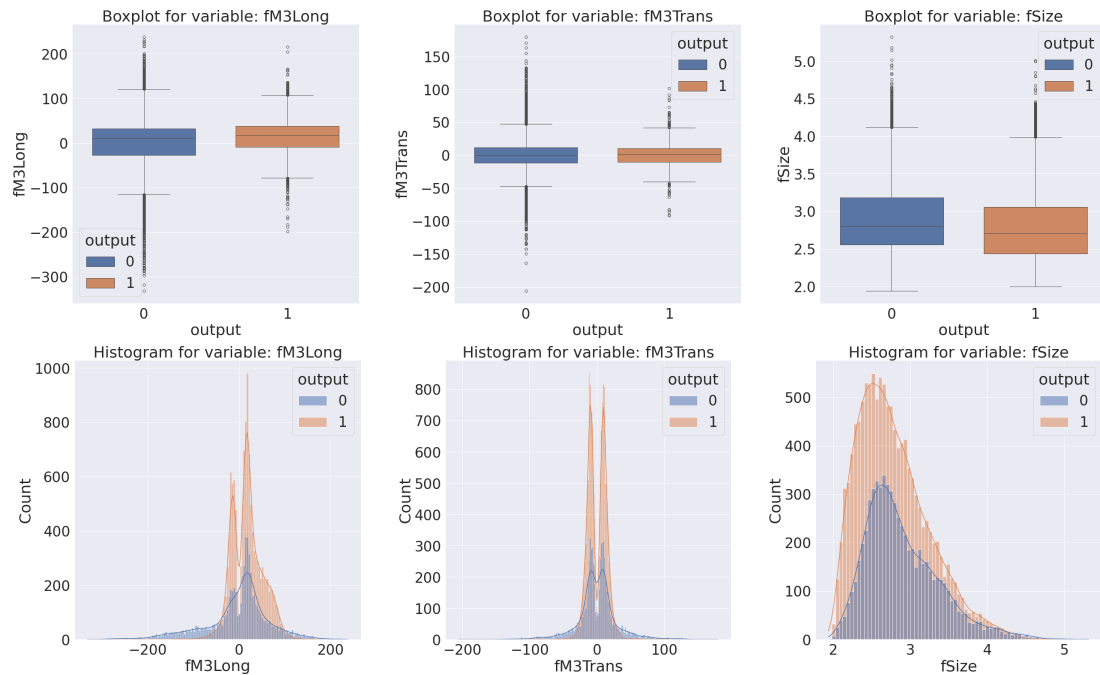 Boxplot for variable: fM3Long
fM3Long
200
100
0
−100
−200
−300
output
0
1
0
1
output
Boxplot for variable: fM3Trans
fM3Trans
150
100
50
0
−50
−100
−150
−200
output
0
1
0
1
output
Boxplot for variable: fSize
fSize
5.0
4.5
4.0
3.5
3.0
2.5
2.0
output
0
1
0
1
output
Histogram for variable: fM3Long
Count
1000
800
600
400
200
0
output
0
1
−200
0
200
fM3Long
Histogram for variable: fM3Trans
Count
800
700
600
500
400
300
200
100
0
output
0
1
−200
−100
0
100
fM3Trans
Histogram for variable: fSize
Count
500
400
300
200
100
0
output
0
1
2
3
4
5
fSize